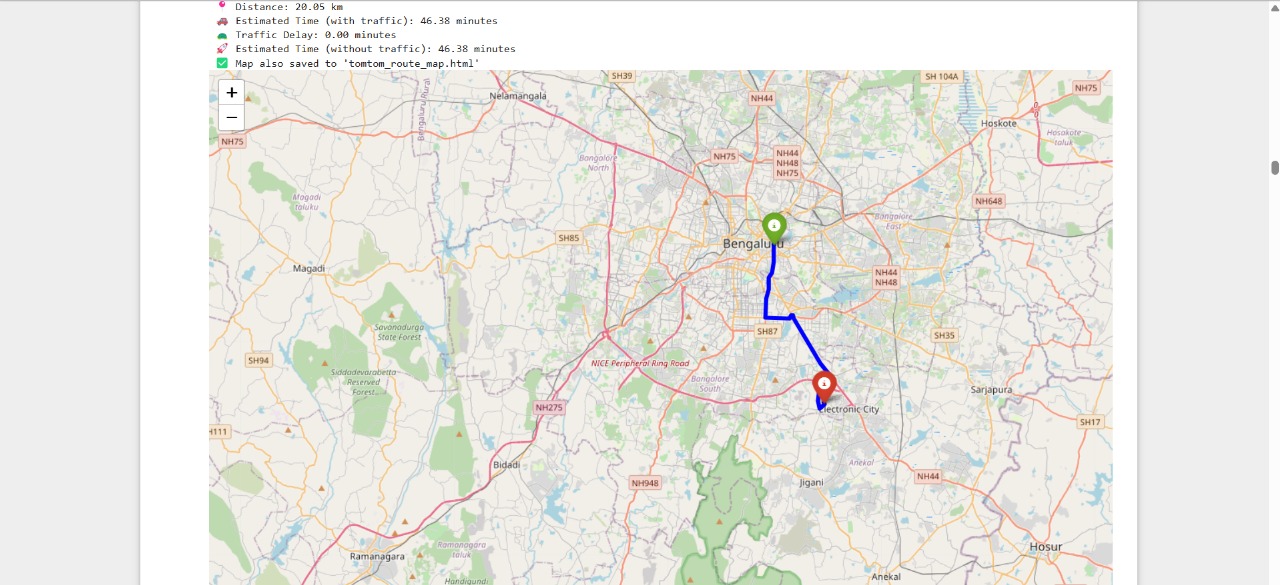 Distance: 20.05 km
Estimated Time (with traffic): 46.38 minutes
Traffic Delay: 0.00 minutes
Estimated Time (without traffic): 46.38 minutes
Map also saved to 'tomtom_route_map.html'
+
−
SH39
SH 104A
NH75
Nelamangala
NH44
Bengaluru Rural
Hoskote
Hosakote
taluk
NH75
Bangalore
North
NH75
NH44
NH48
NH75
Magadi
taluku
NH648
Bangalore
East
SH85
Bengaluru
Magadi
NH44
NH48
Savanadurga
State Forest
SH87
SH35
SH94
NICE Peripheral Ring Road
Siddadevarabetta
Reserved
Forest
Bangalore
South
Sarjapura
NH275
Electronic City
SH17
H111
Bidadi
Anekal
NH44
NH948
Jigani
Ramanagara
taluk
Hosur
Ramanagara
Anekal
Handigundi